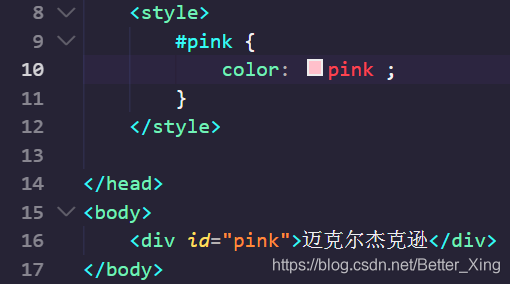 8 <style>
9 #pink {
10 color: pink ;
11 }
12 </style>
13
14 </head>
15 <body>
16 <div id="pink">迈克尔杰克逊</div>
17 </body>
https://blog.csdn.net/Better_Xing